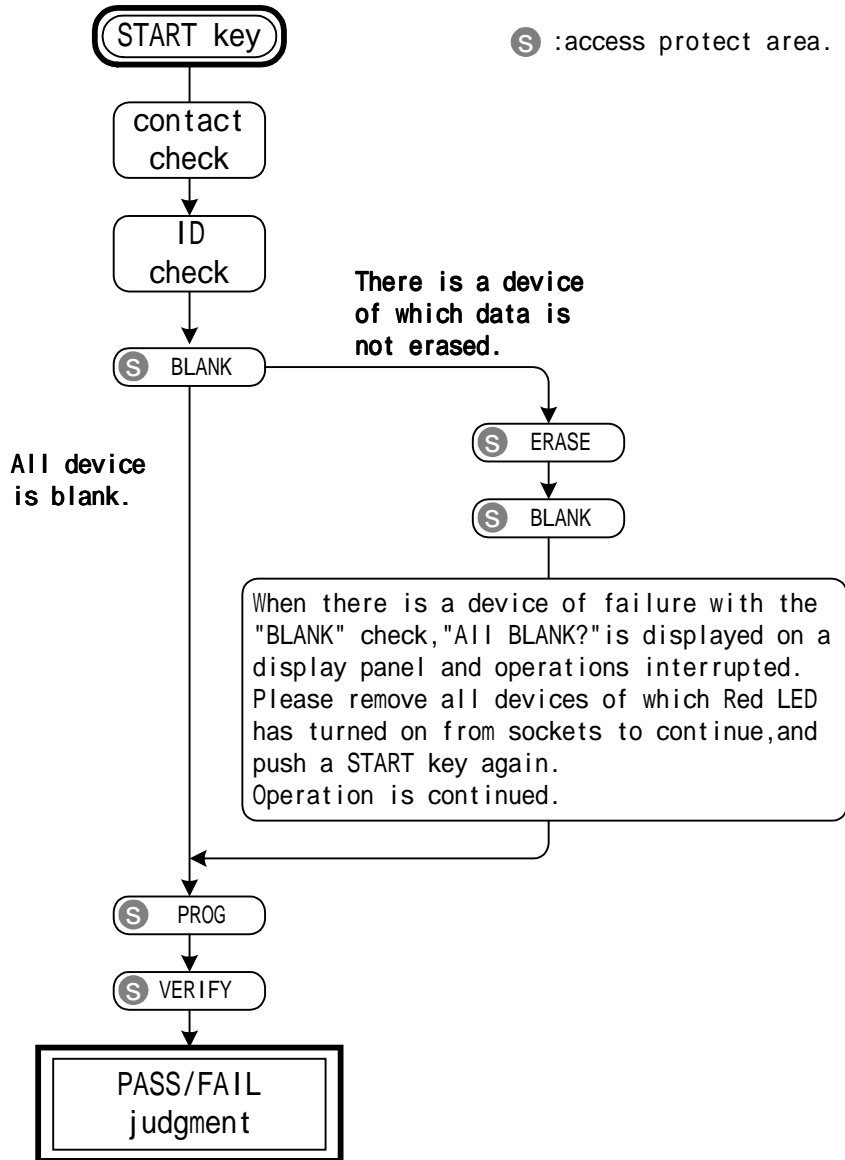 START key
S :access protect area.
contact
check
ID
check
There is a device
of which data is
not erased.
S BLANK
S ERASE
All device
is blank.
S BLANK
When there is a device of failure with the
"BLANK" check,"All BLANK?"is displayed on a
display panel and operations interrupted.
Please remove all devices of which Red LED
has turned on from sockets to continue,and
push a START key again.
Operation is continued.
S PROG
S VERIFY
PASS/FAIL
judgment